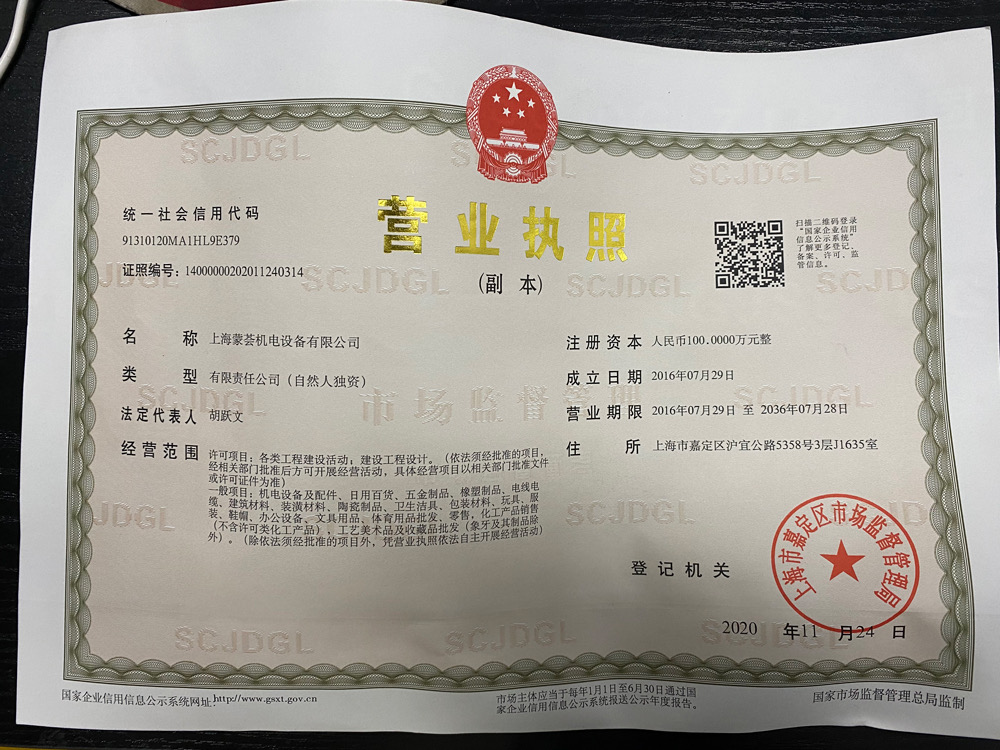 统一社会信用代码
91310120MA1HL9E379
证照编号：14000000202011240314
营业执照
（副 本）
扫描二维码登录
“国家企业信用
信息公示系统”
了解更多登记、
备案、许可、监
管信息。
名 称 上海蒙荟机电设备有限公司
类 型 有限责任公司（自然人独资）
法定代表人 胡跃文
经营范围 许可项目：各类工程建设活动；建设工程设计。（依法须经批准的项目，
经相关部门批准后方可开展经营活动，具体经营项目以相关部门批准文件
或许可证件为准）
一般项目：机电设备及配件、日用百货、五金制品、橡塑制品、电线电
缆、建筑材料、装潢材料、陶瓷制品、卫生洁具、包装材料、玩具、服
装、鞋帽、办公设备、文具用品、体育用品批发、零售，化工产品销售
（不含许可类化工产品），工艺美术品及收藏品批发（象牙及其制品除
外）。（除依法须经批准的项目外，凭营业执照依法自主开展经营活动）
注册资本 人民币100.0000万元整
成立日期 2016年07月29日
营业期限 2016年07月29日 至 2036年07月28日
住 所 上海市嘉定区沪宜公路5358号3层J1635室
登记机关
上海市嘉定区市场监督管理局
2020 年11 月24 日
SCJDGL
市场监督管理
国家企业信用信息公示系统网址:http://www.gsxt.gov.cn
市场主体应当于每年1月1日至6月30日通过国
家企业信用信息公示系统报送公示年度报告。
国家市场监督管理总局监制